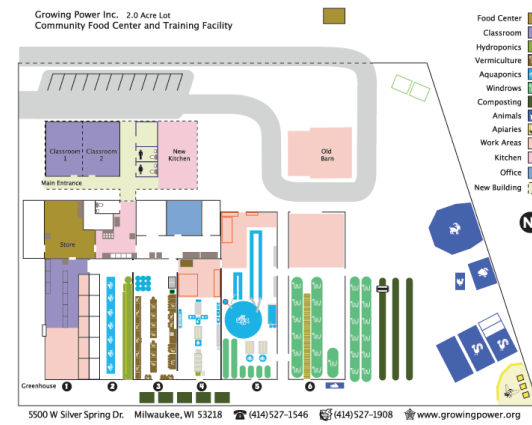 Growing Power Inc. 2.0 Acre Lot
Community Food Center and Training Facility
Food Center
Classroom
Hydroponics
Vermiculture
Aquaponics
Windrows
Composting
Animals
Apiaries
Work Areas
Kitchen
Office
New Building
N
Classroom
1
Classroom
2
New
Kitchen
Old
Barn
Main Entrance
Store
Greenhouse 1 2 3 4 5 6
5500 W Silver Spring Dr. Milwaukee, WI 53218 (414)527-1546 (414)527-1908 www.growingpower.org